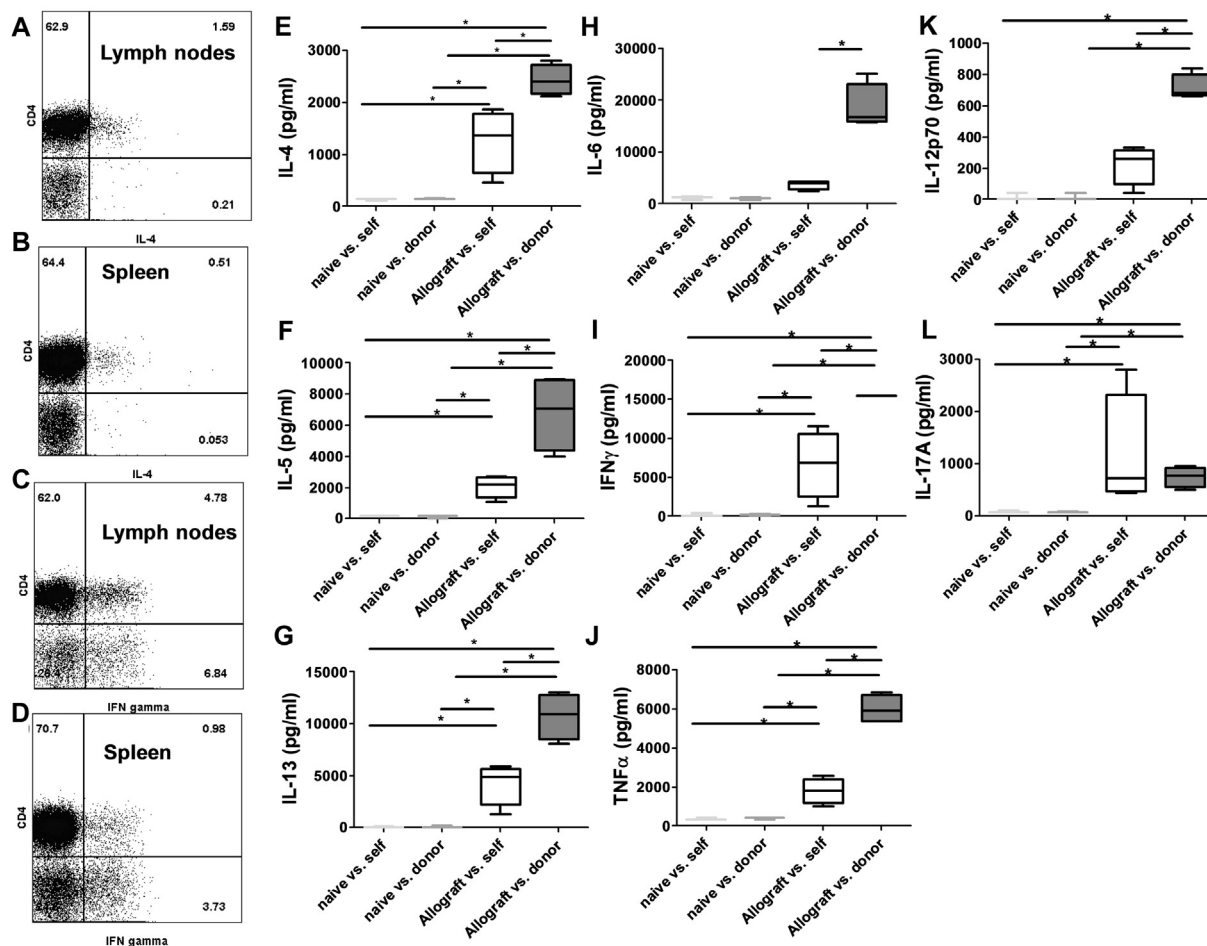 A
62.9 1.59
Lymph nodes
CD4
0.21
IL-4
B
64.4 0.51
Spleen
CD4
0.053
IL-4
C
62.0 4.78
Lymph nodes
CD4
6.84
IFN gamma
D
70.7 0.98
Spleen
CD4
3.73
IFN gamma
E
* * * * *
IL-4 (pg/ml)
3000
2000
1000
0
naive vs. self
naive vs. donor
Allograft vs. self
Allograft vs. donor
F
* * * * *
IL-5 (pg/ml)
10000
8000
6000
4000
2000
0
naive vs. self
naive vs. donor
Allograft vs. self
Allograft vs. donor
G
* * * * *
IL-13 (pg/ml)
15000
10000
5000
0
naive vs. self
naive vs. donor
Allograft vs. self
Allograft vs. donor
H
*
IL-6 (pg/ml)
30000
20000
10000
0
naive vs. self
naive vs. donor
Allograft vs. self
Allograft vs. donor
I
* * * * *
IFNγ (pg/ml)
20000
15000
10000
5000
0
naive vs. self
naive vs. donor
Allograft vs. self
Allograft vs. donor
J
* * * * *
TNFα (pg/ml)
8000
6000
4000
2000
0
naive vs. self
naive vs. donor
Allograft vs. self
Allograft vs. donor
K
* * *
IL-12p70 (pg/ml)
1000
800
600
400
200
0
naive vs. self
naive vs. donor
Allograft vs. self
Allograft vs. donor
L
* * * *
IL-17A (pg/ml)
3000
2000
1000
0
naive vs. self
naive vs. donor
Allograft vs. self
Allograft vs. donor